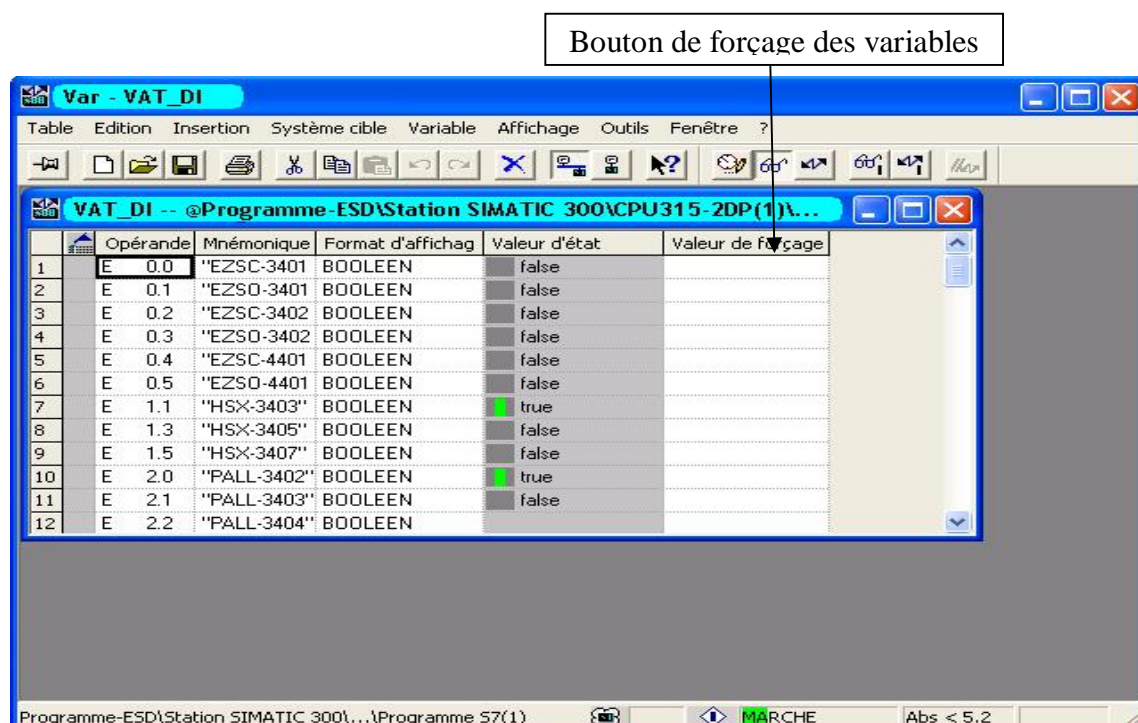 Bouton de forçage des variables
Var - VAT_DI
Table Edition Insertion Système cible Variable Affichage Outils Fenêtre ?
VAT_DI -- @Programme-ESD\Station SIMATIC 300\CPU315-2DP(1)\...
Opérande Mnémonique Format d'affichag Valeur d'état Valeur de forçage
1 E 0.0 "EZSC-3401 BOOLEEN false
2 E 0.1 "EZSO-3401 BOOLEEN false
3 E 0.2 "EZSC-3402 BOOLEEN false
4 E 0.3 "EZSO-3402 BOOLEEN false
5 E 0.4 "EZSC-4401 BOOLEEN false
6 E 0.5 "EZSO-4401 BOOLEEN false
7 E 1.1 "HSX-3403" BOOLEEN true
8 E 1.3 "HSX-3405" BOOLEEN false
9 E 1.5 "HSX-3407" BOOLEEN false
10 E 2.0 "PALL-3402" BOOLEEN true
11 E 2.1 "PALL-3403" BOOLEEN false
12 E 2.2 "PALL-3404" BOOLEEN
Programme-ESD\Station SIMATIC 300\...\Programme S7(1) MARCHE Abs < 5.2